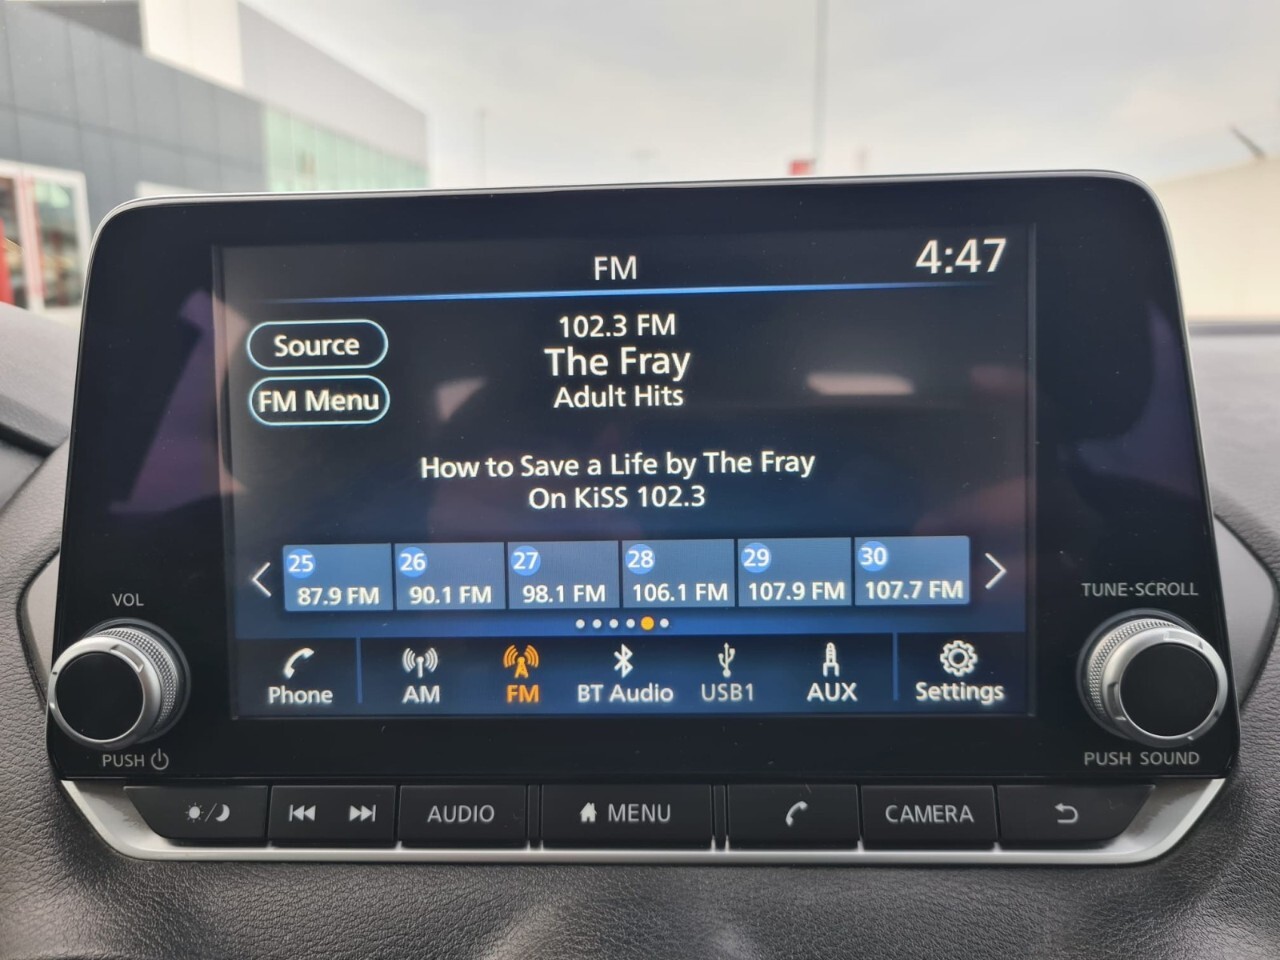 FM
4:47
Source
FM Menu
102.3 FM
The Fray
Adult Hits
How to Save a Life by The Fray
On KiSS 102.3
25
87.9 FM
26
90.1 FM
27
98.1 FM
28
106.1 FM
29
107.9 FM
30
107.7 FM
Phone
AM
FM
BT Audio
USB1
AUX
Settings
VOL
PUSH
TUNE·SCROLL
PUSH SOUND
AUDIO
MENU
CAMERA